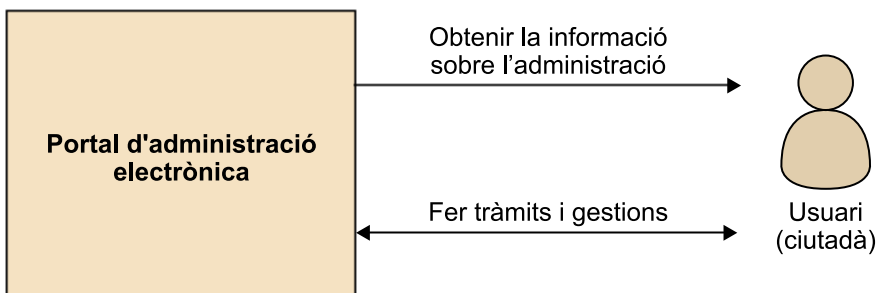 Obtenir la informació
sobre l'administració
Portal d'administració
electrònica
Fer tràmits i gestions
Usuari
(ciutadà)